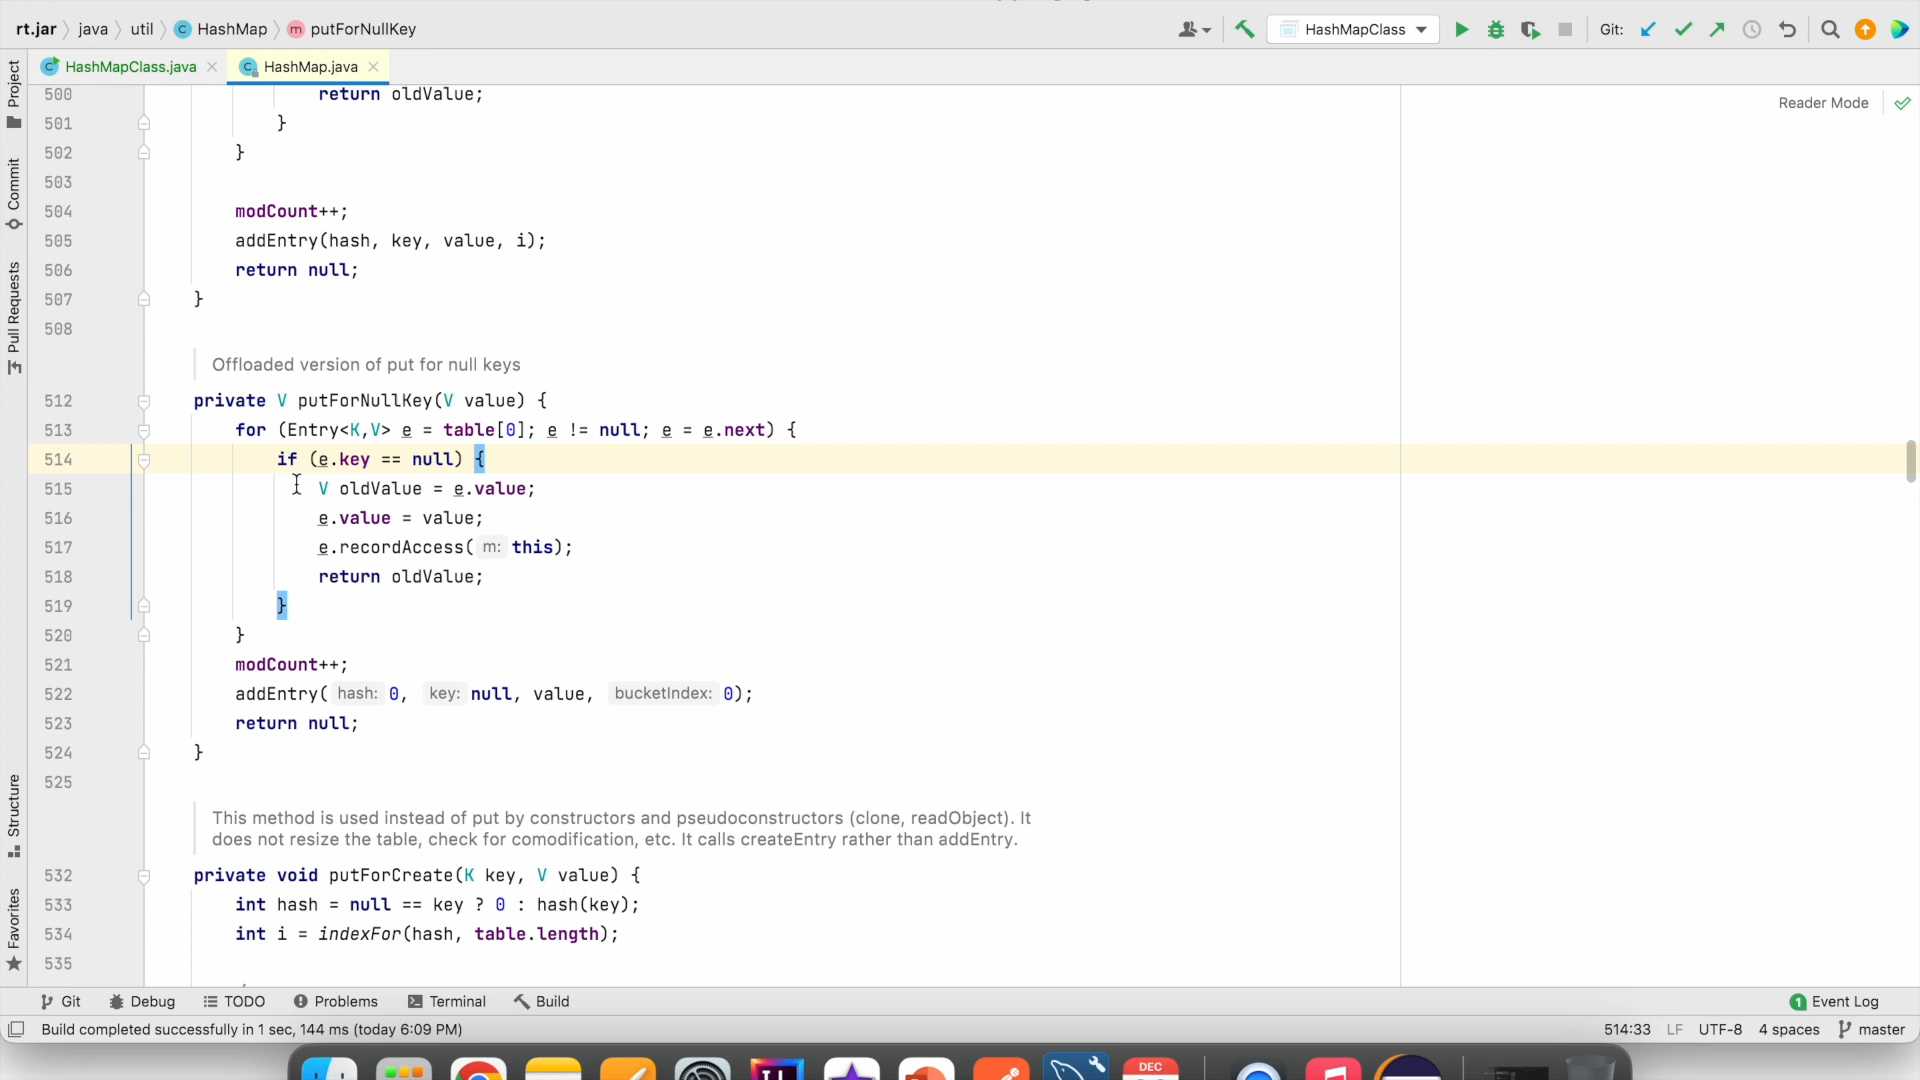 rt.jar java util HashMap putForNullKey HashMapClass Git:
HashMapClass.java HashMap.java
Project
Commit
Pull Requests
Structure
Favorites
Reader Mode
500 return oldValue;
501 }
502 }
503
504 modCount++;
505 addEntry(hash, key, value, i);
506 return null;
507 }
508
Offloaded version of put for null keys
512 private V putForNullKey(V value) {
513 for (Entry<K,V> e = table[0]; e != null; e = e.next) {
514 if (e.key == null) {
515 V oldValue = e.value;
516 e.value = value;
517 e.recordAccess( m: this);
518 return oldValue;
519 }
520 }
521 modCount++;
522 addEntry( hash: 0, key: null, value, bucketIndex: 0);
523 return null;
524 }
525
This method is used instead of put by constructors and pseudoconstructors (clone, readObject). It
does not resize the table, check for comodification, etc. It calls createEntry rather than addEntry.
532 private void putForCreate(K key, V value) {
533 int hash = null == key ? 0 : hash(key);
534 int i = indexFor(hash, table.length);
535
Git Debug TODO Problems Terminal Build 1 Event Log
Build completed successfully in 1 sec, 144 ms (today 6:09 PM) 514:33 LF UTF-8 4 spaces master
DEC